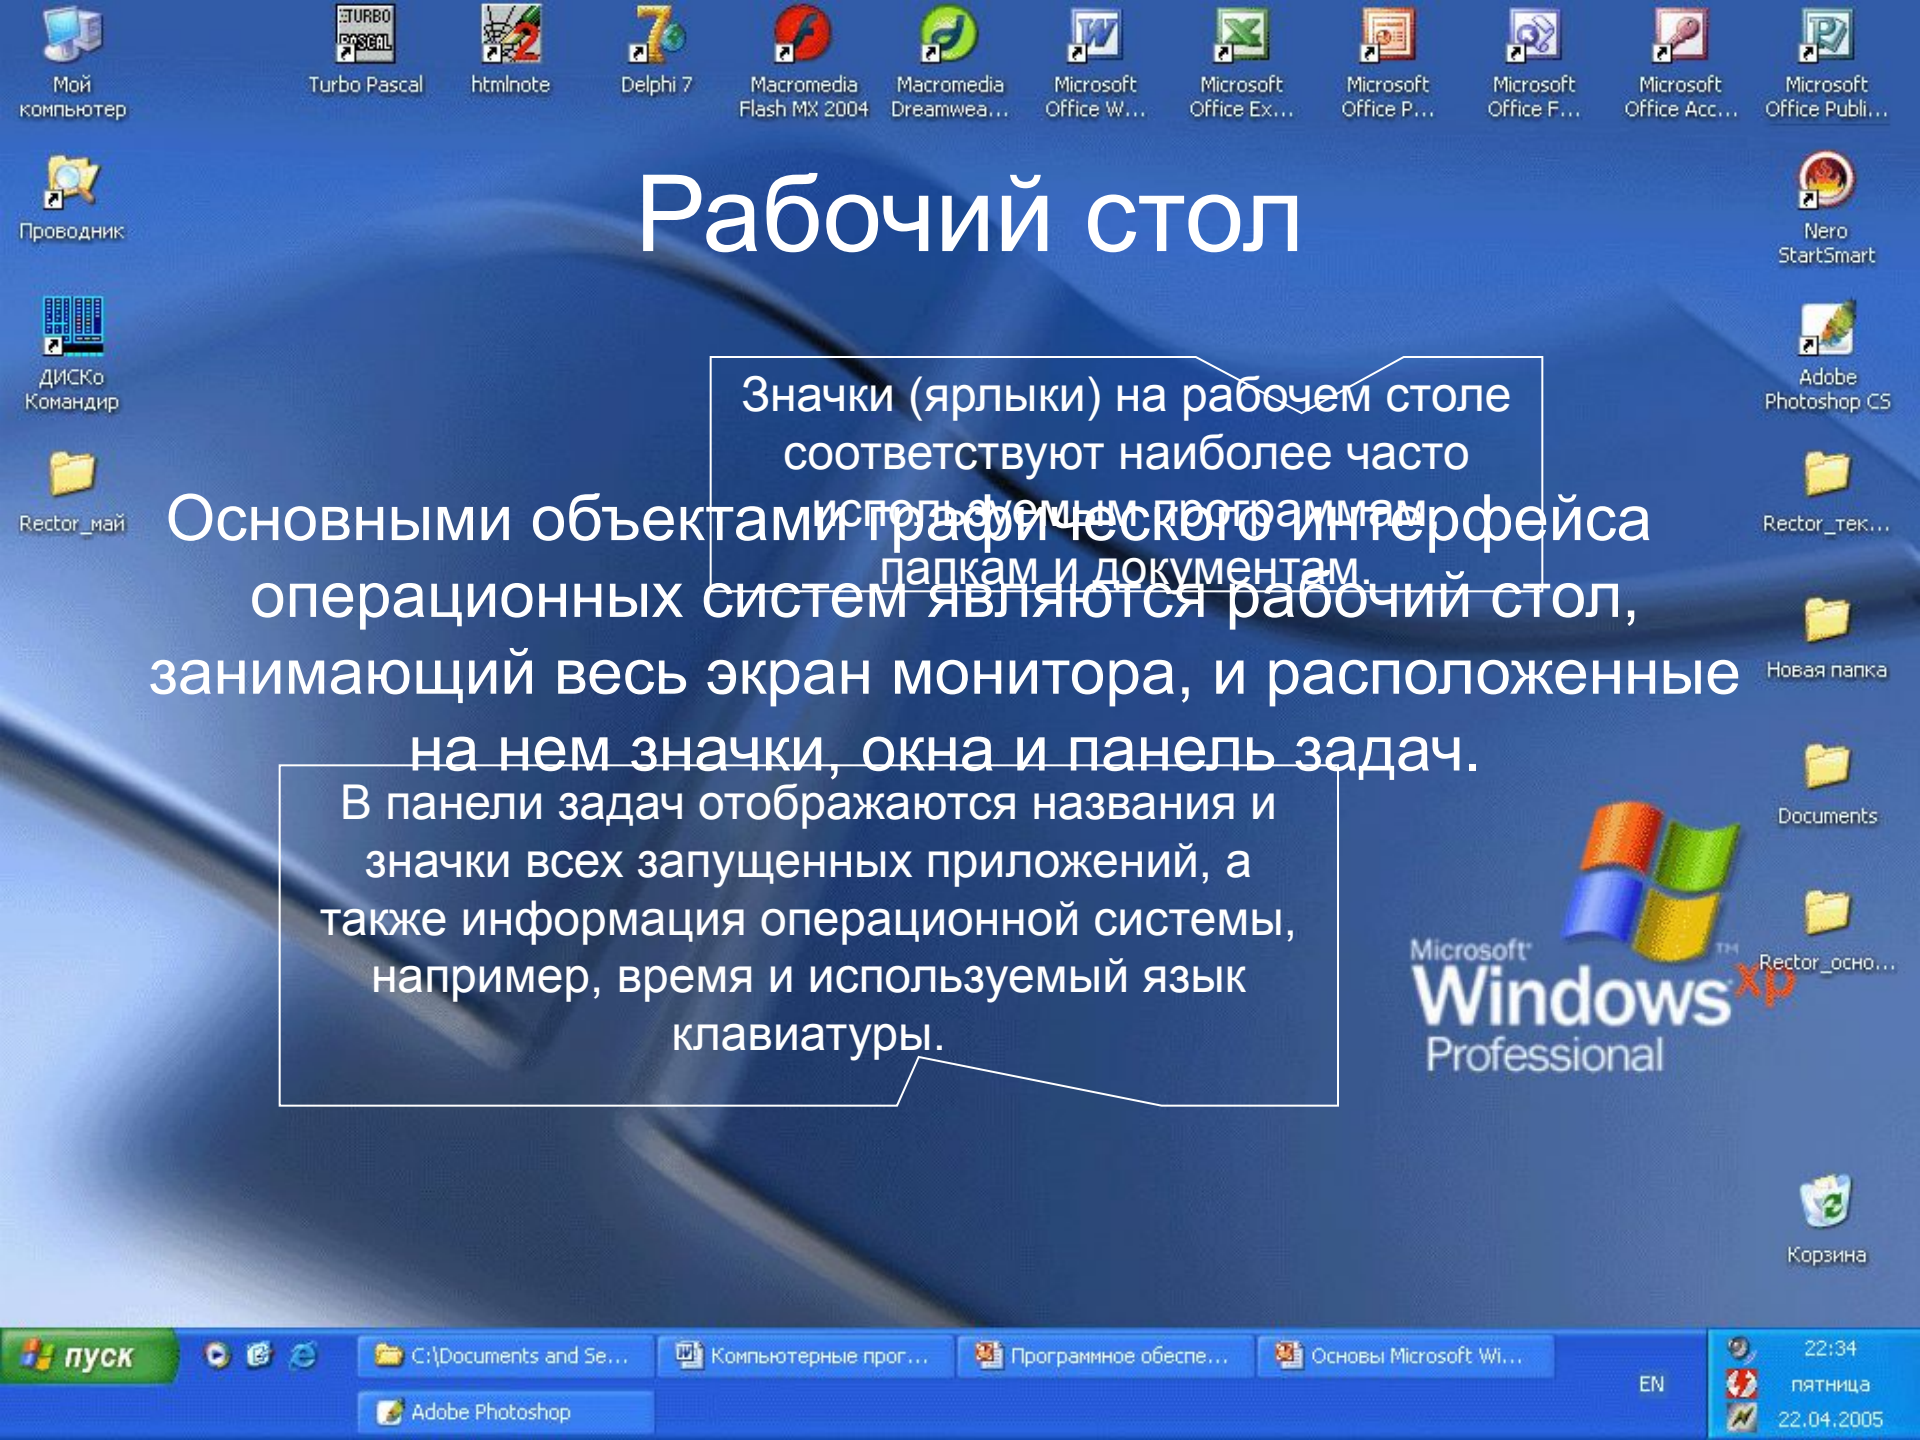 Мой
компьютер
TURBO
PASCAL
Turbo Pascal
2
htmlnote
7
Delphi 7
Macromedia
Flash MX 2004
Macromedia
Dreamwea...
Microsoft
Office W...
Microsoft
Office Ex...
Microsoft
Office P...
Microsoft
Office F...
Microsoft
Office Acc...
Microsoft
Office Publi...
Проводник
Nero
StartSmart
ДИСКо
Командир
Adobe
Photoshop CS
Rector_май
Rector_тек...
Новая папка
Documents
Rector_осно...
Рабочий стол
Значки (ярлыки) на рабочем столе
соответствуют наиболее часто
используемым программам,
папкам и документам.
Основными объектами графического интерфейса
операционных систем являются рабочий стол,
занимающий весь экран монитора, и расположенные
на нем значки, окна и панель задач.
В панели задач отображаются названия и
значки всех запущенных приложений, а
также информация операционной системы,
например, время и используемый язык
клавиатуры.
Microsoft
Windows xp
Professional
Корзина
пуск
C:\Documents and Se...
Компьютерные прог...
Программное обеспе...
Основы Microsoft Wi...
Adobe Photoshop
EN
22:34
пятница
22.04.2005